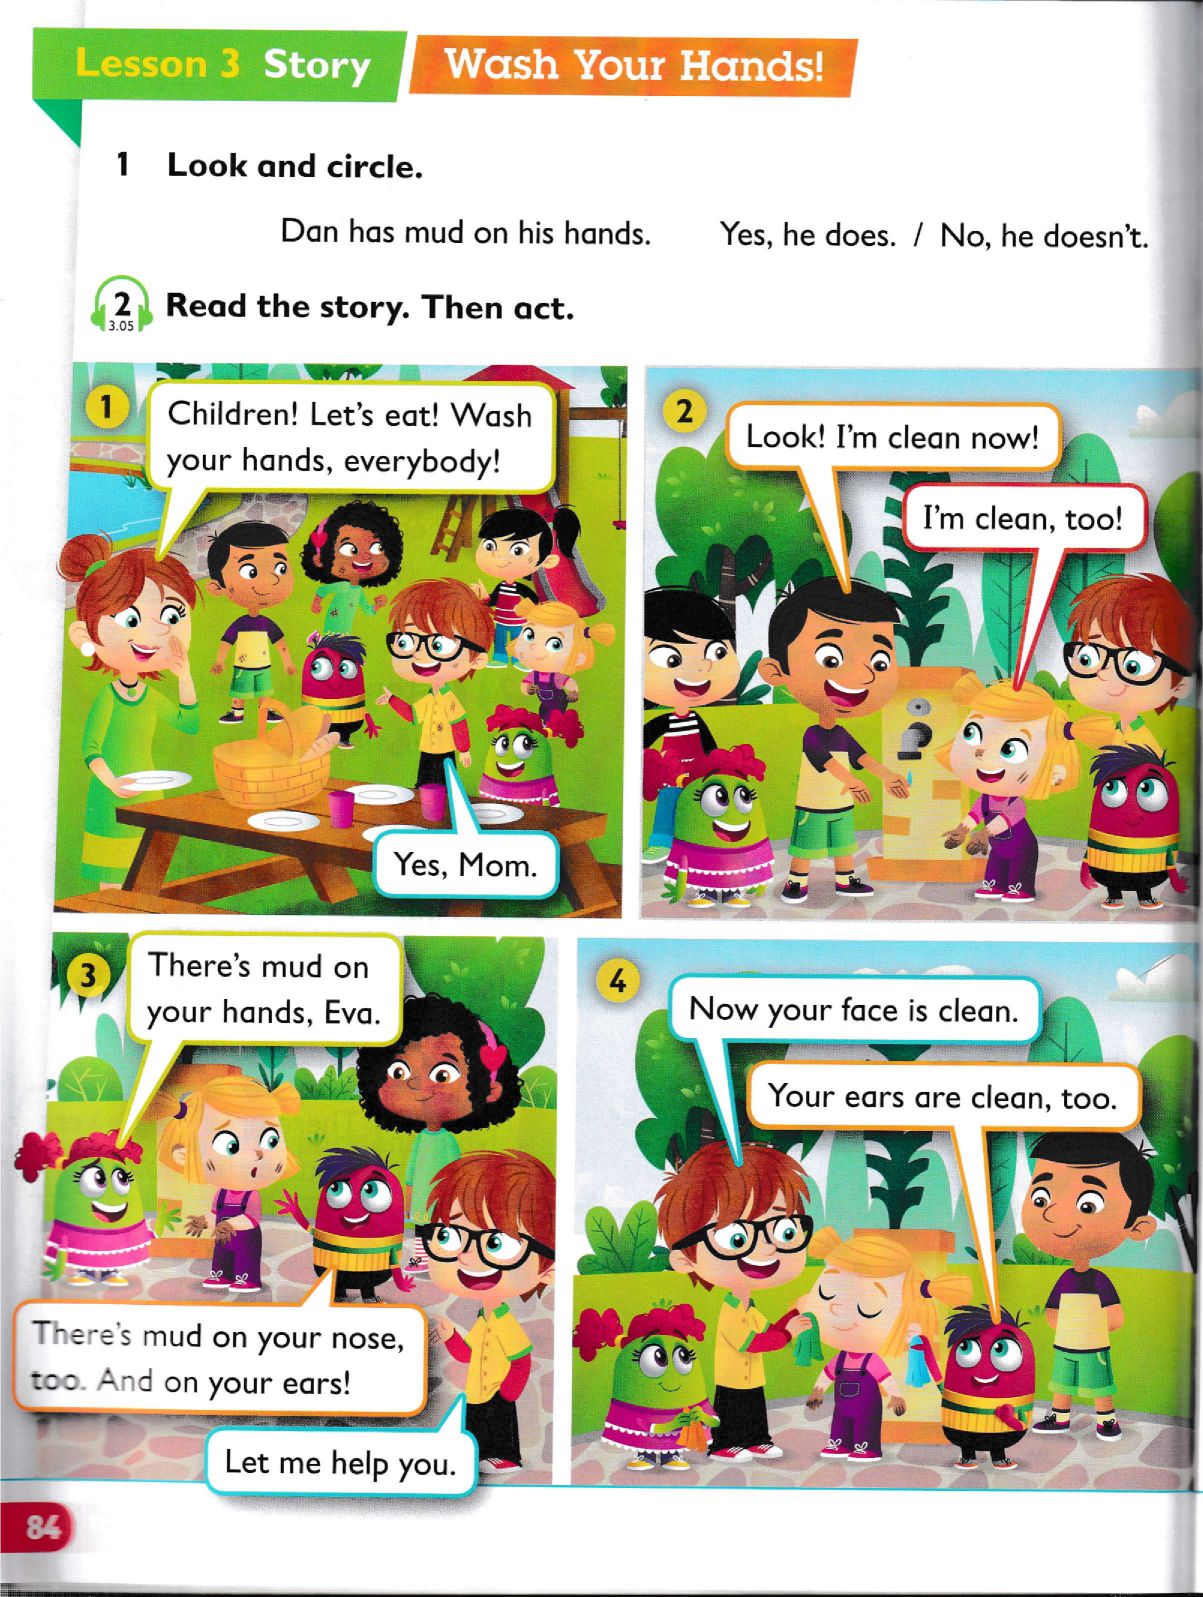 Lesson 3 Story Wash Your Hands!
1 Look and circle.
Dan has mud on his hands. Yes, he does. / No, he doesn't.
2 Read the story. Then act.
3.05
1
Children! Let's eat! Wash
your hands, everybody!
Yes, Mom.
2
Look! I'm clean now!
I'm clean, too!
3
There's mud on
your hands, Eva.
There's mud on your nose,
too. And on your ears!
Let me help you.
4
Now your face is clean.
Your ears are clean, too.
84